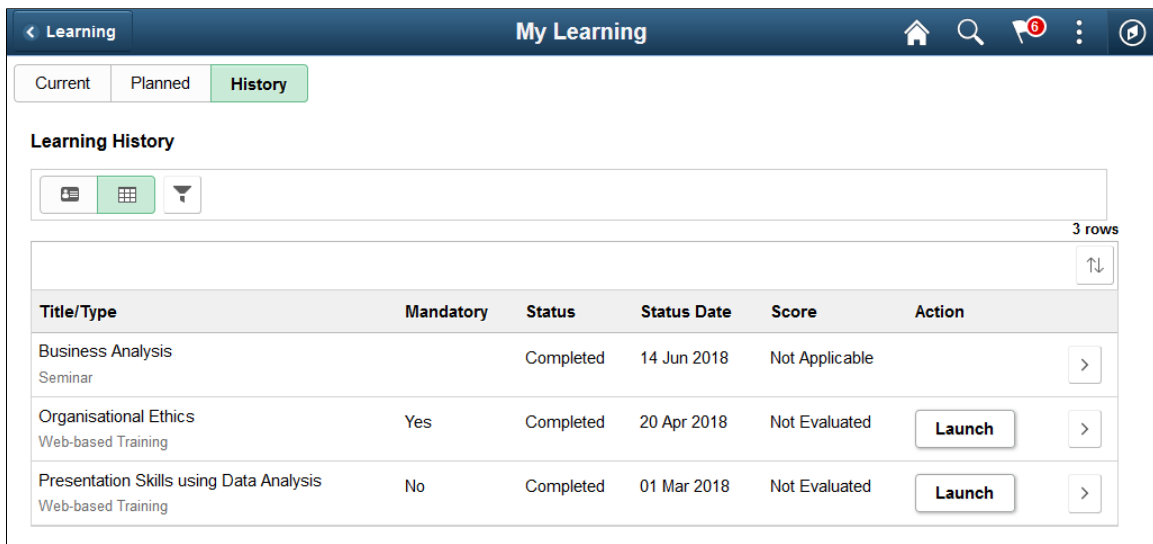 Learning
My Learning
6
Current Planned History
Learning History
3 rows
Title/Type Mandatory Status Status Date Score Action
Business Analysis
Completed 14 Jun 2018 Not Applicable
Seminar
Organisational Ethics
Yes Completed 20 Apr 2018 Not Evaluated Launch
Web-based Training
Presentation Skills using Data Analysis
No Completed 01 Mar 2018 Not Evaluated Launch
Web-based Training